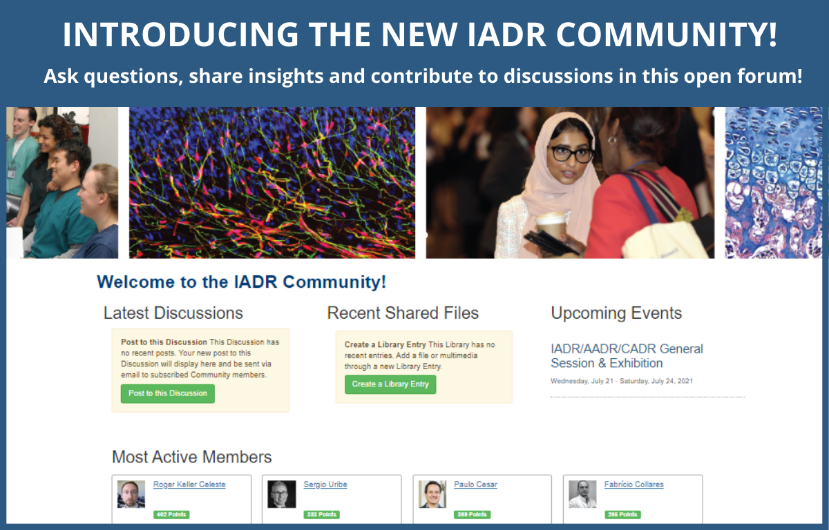 INTRODUCING THE NEW IADR COMMUNITY!
Ask questions, share insights and contribute to discussions in this open forum!
Welcome to the IADR Community!
Latest Discussions
Post to this Discussion This Discussion has
no recent posts. Your new post to this
Discussion will display here and be sent via
email to subscribed Community members.
Post to this Discussion
Recent Shared Files
Create a Library Entry This Library has no
recent entries. Add a file or multimedia
through a new Library Entry.
Create a Library Entry
Upcoming Events
IADR/AADR/CADR General
Session & Exhibition
Wednesday, July 21 - Saturday, July 24, 2021
Most Active Members
Roger Keller Celeste
Points
Sergio Uribe
Points
Paulo Cesar
Points
Fabrício Collares
Points